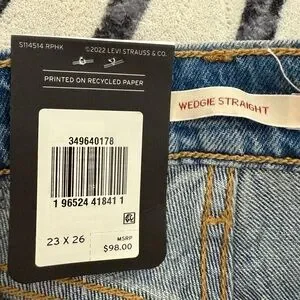 S114514 RPHK
©2022 LEVI STRAUSS & CO.
PRINTED ON RECYCLED PAPER
349640178
1 96524 41841 1
23 X 26
MSRP
$98.00
WEDGIE STRAIGHT